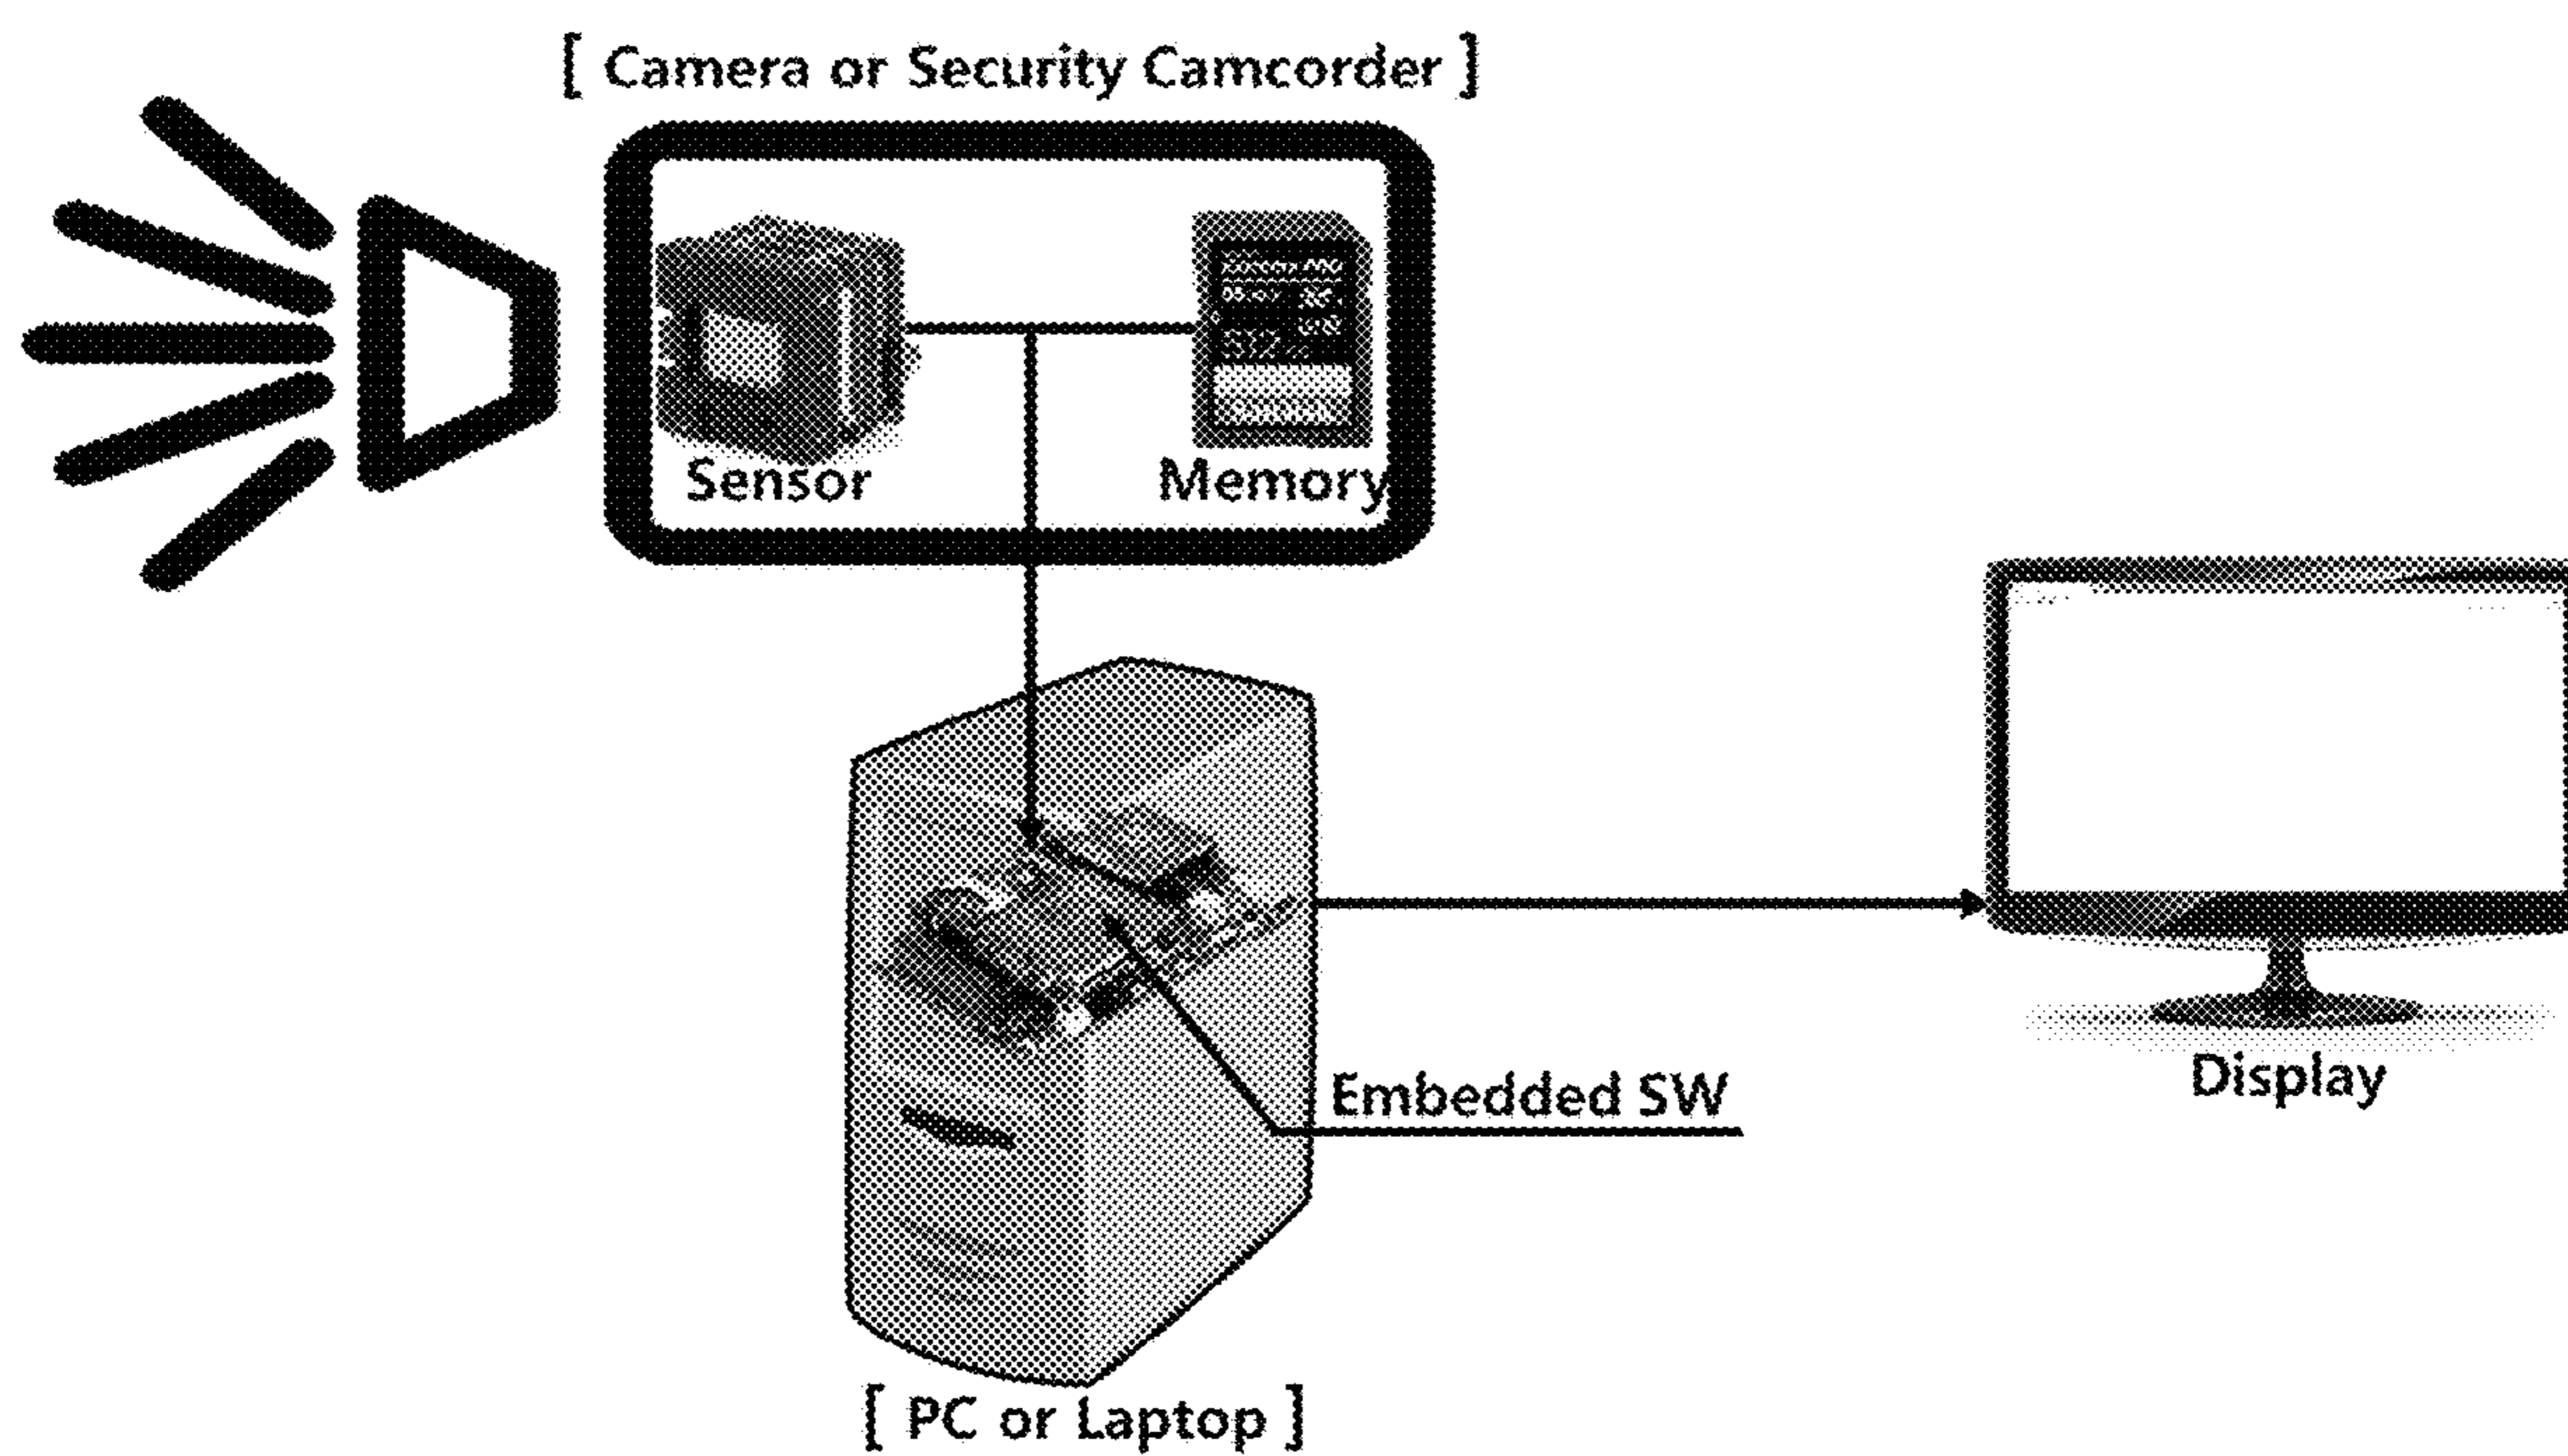 [ Camera or Security Camcorder ]
Sensor
Memory
Embedded SW
Display
[ PC or Laptop ]